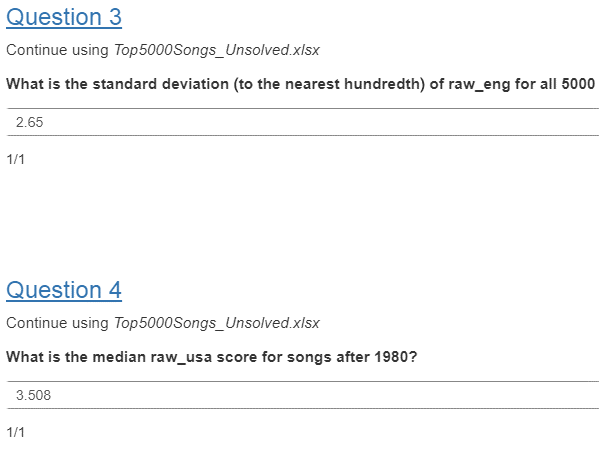 Question 3
Continue using Top5000Songs_Unsolved.xlsx
What is the standard deviation (to the nearest hundredth) of raw_eng for all 5000
2.65
1/1
Question 4
Continue using Top5000Songs_Unsolved.xlsx
What is the median raw_usa score for songs after 1980?
3.508
1/1